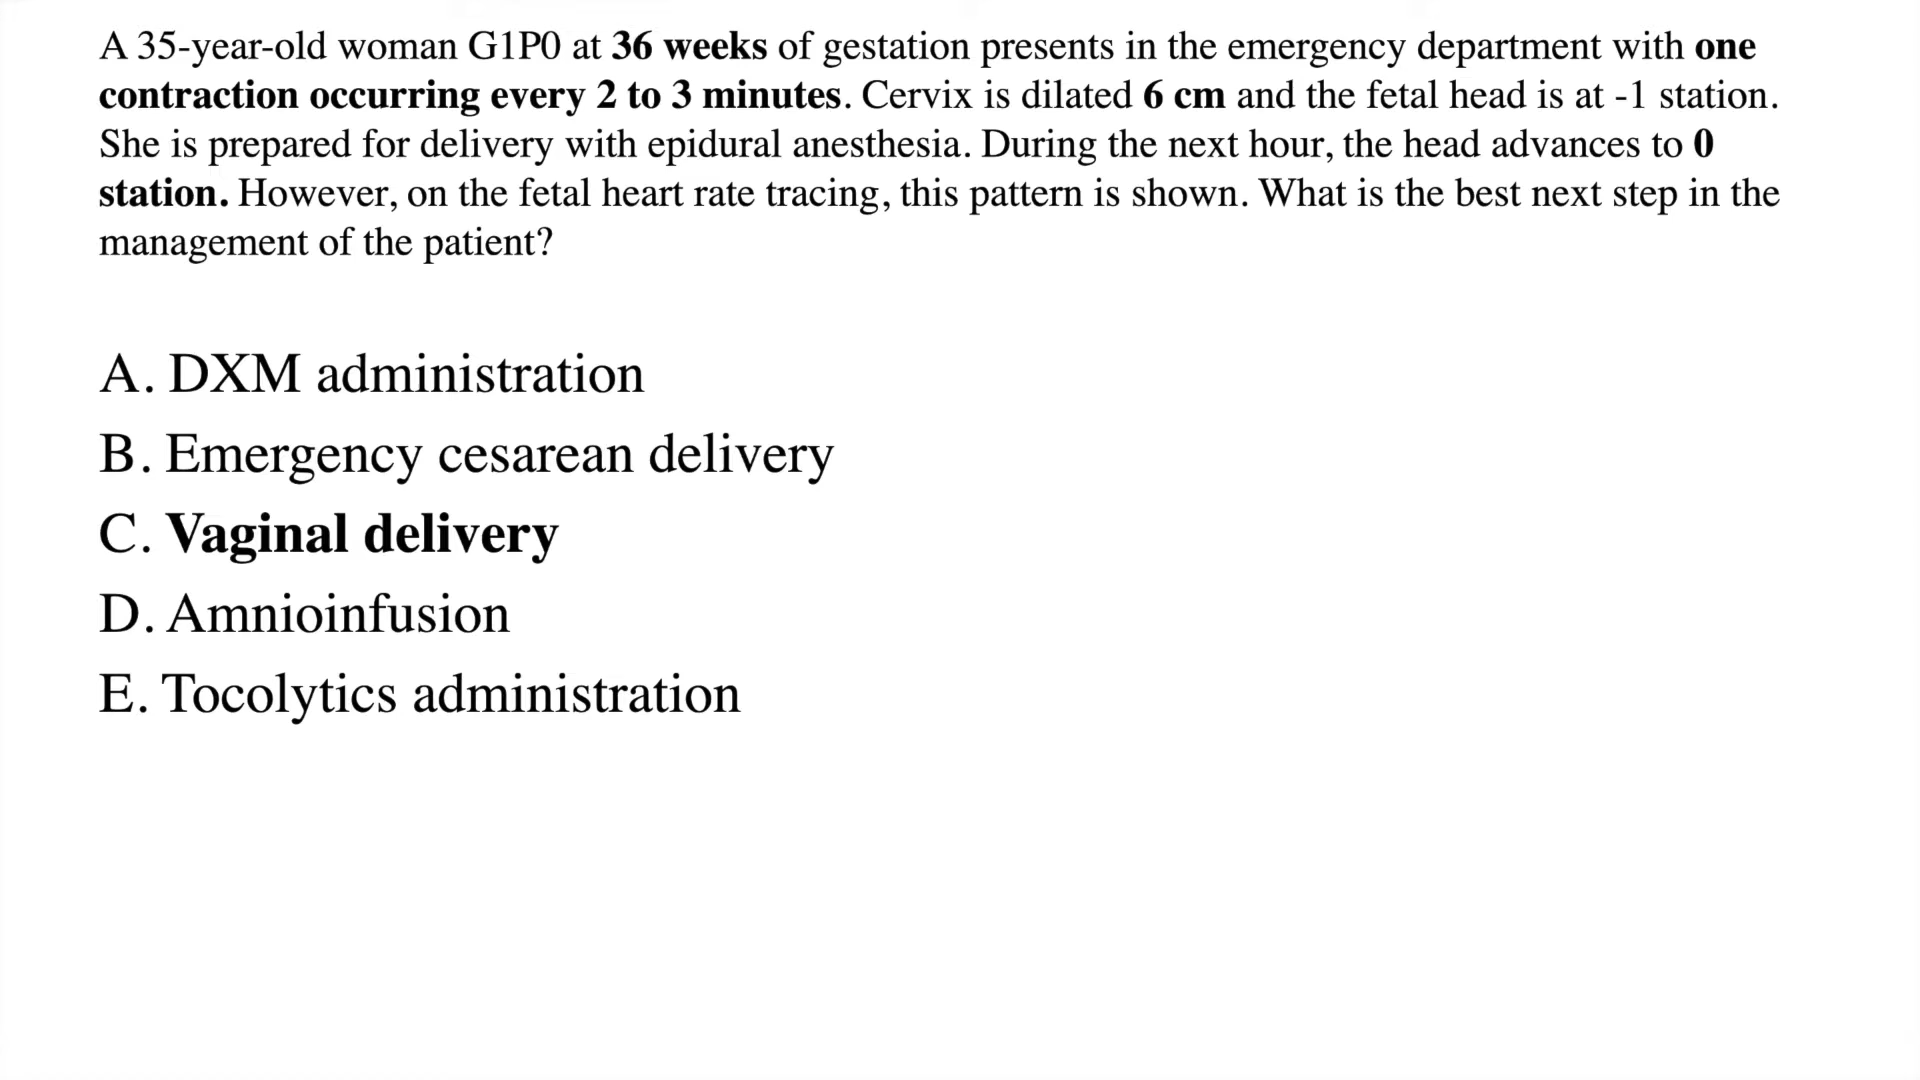 A 35-year-old woman G1P0 at 36 weeks of gestation presents in the emergency department with one
contraction occurring every 2 to 3 minutes. Cervix is dilated 6 cm and the fetal head is at -1 station.
She is prepared for delivery with epidural anesthesia. During the next hour, the head advances to 0
station. However, on the fetal heart rate tracing, this pattern is shown. What is the best next step in the
management of the patient?
A. DXM administration
B. Emergency cesarean delivery
C. Vaginal delivery
D. Amnioinfusion
E. Tocolytics administration